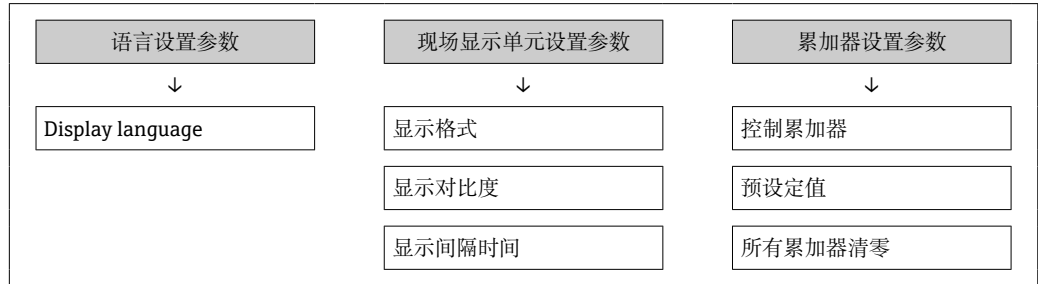 语言设置参数
现场显示单元设置参数
累加器设置参数
↓
↓
↓
Display language
显示格式
控制累加器
显示对比度
预设定值
显示间隔时间
所有累加器清零